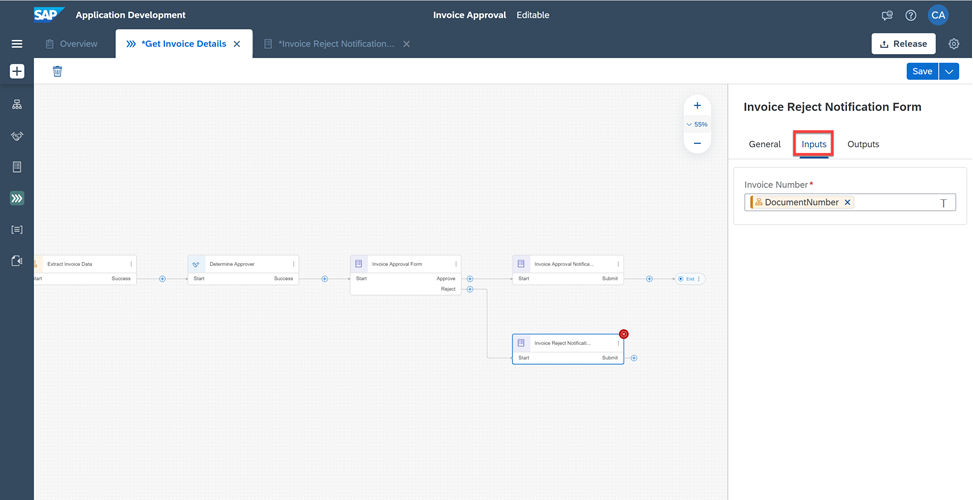 SAP Application Development
Invoice Approval Editable
CA
Overview
*Get Invoice Details
*Invoice Reject Notification...
Release
Save
55%
Invoice Reject Notification Form
General Inputs Outputs
Invoice Number*
DocumentNumber
T
Extract Invoice Data
Start Success
Determine Approver
Start Success
Invoice Approval Form
Start Approve
Reject
Invoice Approval Notifica...
Start Submit
End
Invoice Reject Notificati...
Start Submit